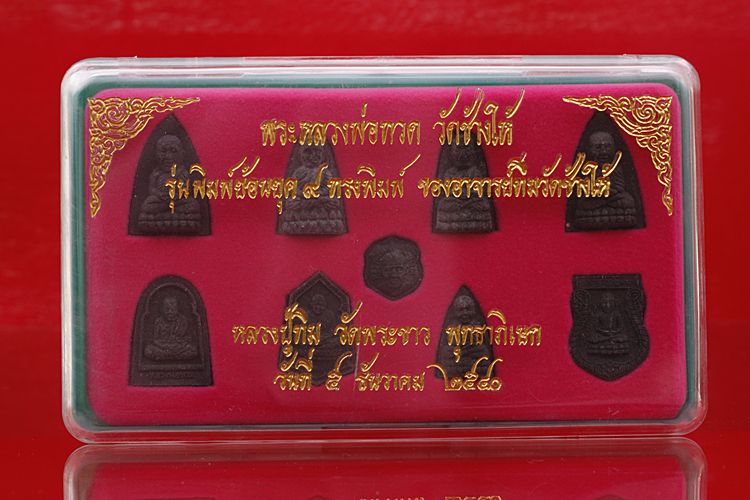 พระหลวงพ่อทวด วัดช้างให้
รุ่นพิมพ์ย้อนยุค ๙ ทรงพิมพ์ ของอาจารย์ทิมวัดช้างให้
หลวงปู่ทิม วัดพระขาว พุทธาภิเษก
วันที่ ๕ ธันวาคม ๒๕๔๐